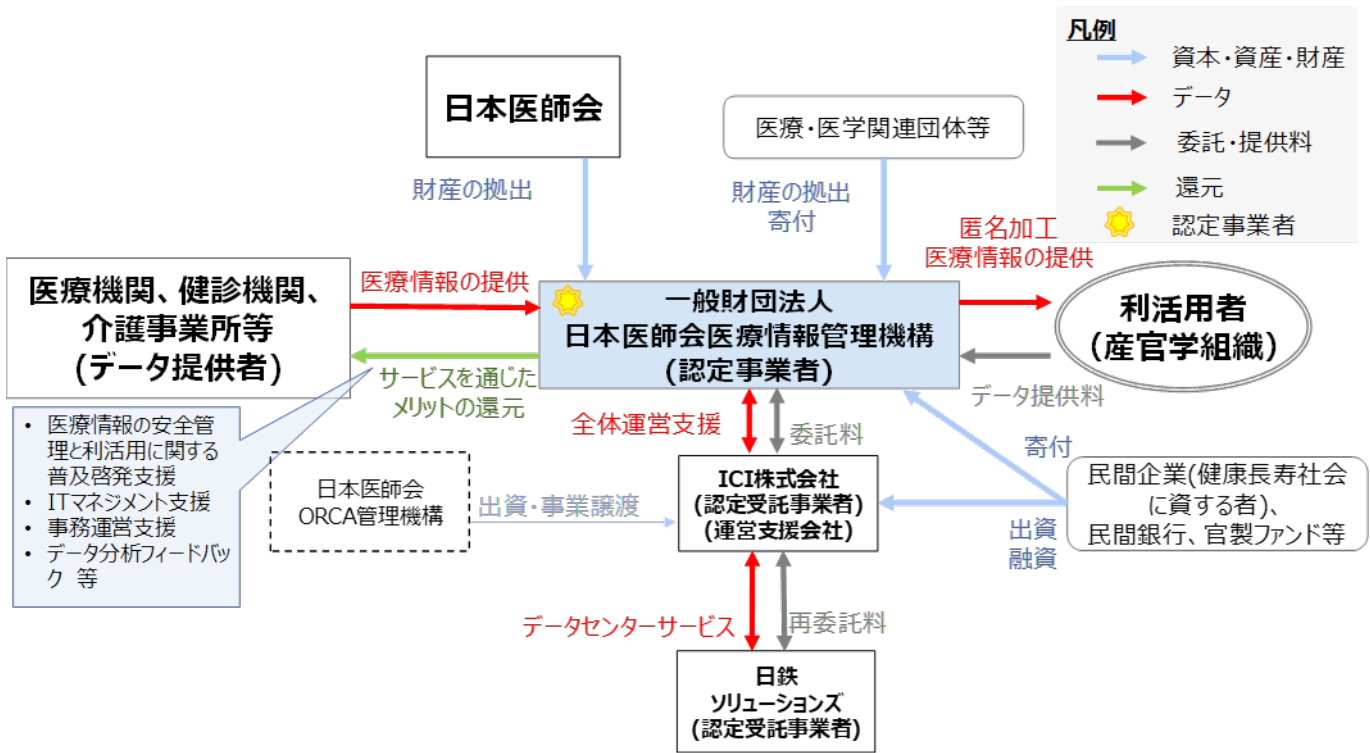 凡例
資本・資産・財産
データ
委託・提供料
還元
認定事業者
日本医師会
医療・医学関連団体等
財産の拠出
財産の拠出
寄付
匿名加工
医療情報の提供
医療機関、健診機関、
介護事業所等
(データ提供者)
医療情報の提供
一般財団法人
日本医師会医療情報管理機構
(認定事業者)
利活用者
(産官学組織)
サービスを通じた
メリットの還元
データ提供料
• 医療情報の安全管
理と利活用に関する
普及啓発支援
• ITマネジメント支援
• 事務運営支援
• データ分析フィードバッ
ク 等
全体運営支援
委託料
寄付
日本医師会
ORCA管理機構
出資・事業譲渡
ICI株式会社
(認定受託事業者)
(運営支援会社)
民間企業(健康長寿社会
に資する者)、
民間銀行、官製ファンド等
出資
融資
データセンターサービス
再委託料
日鉄
ソリューションズ
(認定受託事業者)